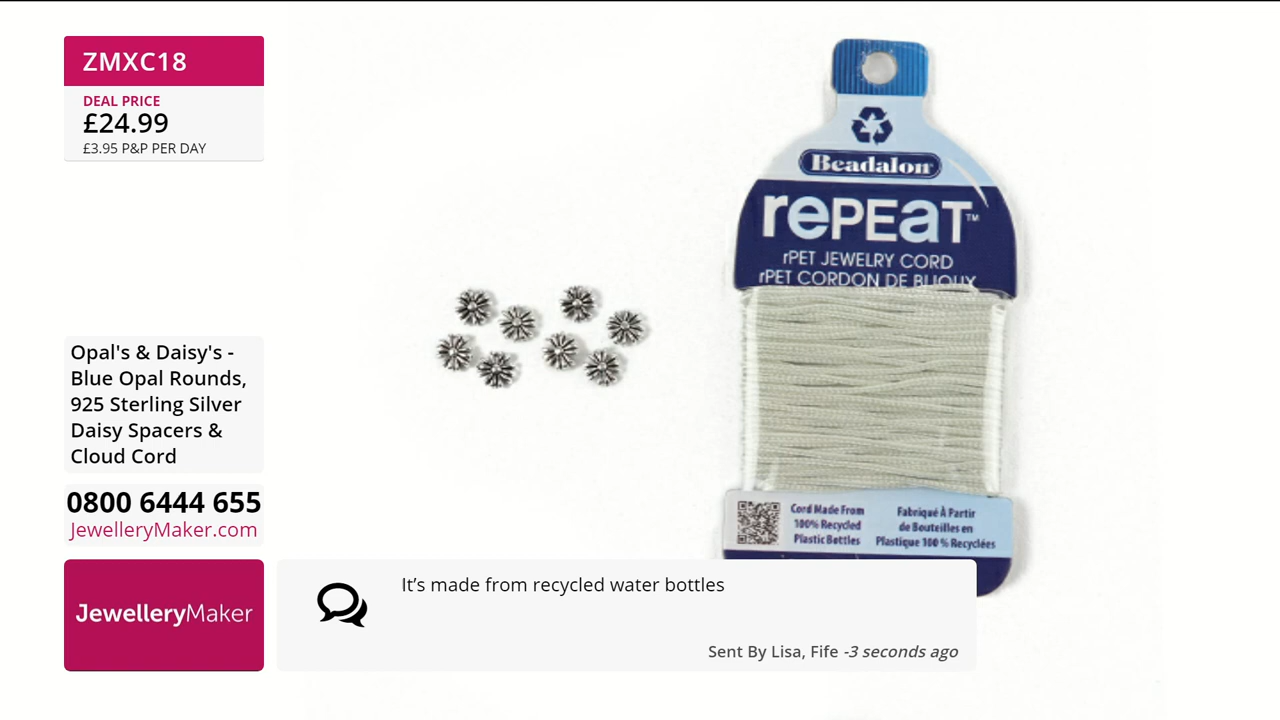 ZMXC18
DEAL PRICE
£24.99
£3.95 P&P PER DAY
Opal's & Daisy's -
Blue Opal Rounds,
925 Sterling Silver
Daisy Spacers &
Cloud Cord
0800 6444 655
JewelleryMaker.com
JewelleryMaker
Beadalon
rePEaT™
rPET JEWELRY CORD
rPET CORDON DE BIJOUX
Cord Made From
100% Recycled
Plastic Bottles
Fabriqué À Partir
de Bouteilles en
Plastique 100 % Recyclées
It’s made from recycled water bottles
Sent By Lisa, Fife -3 seconds ago